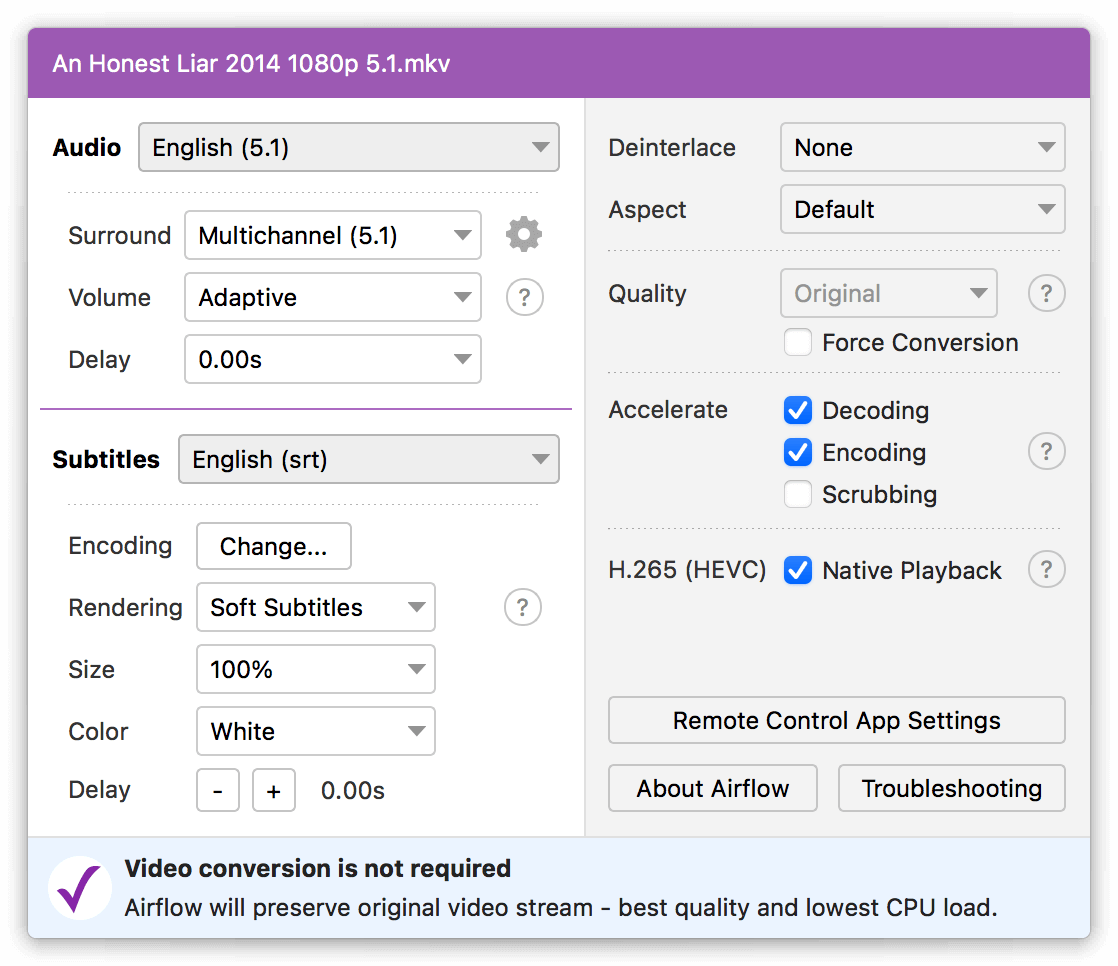 An Honest Liar 2014 1080p 5.1.mkv
Audio English (5.1)
Surround Multichannel (5.1)
Volume Adaptive ?
Delay 0.00s
Subtitles English (srt)
Encoding Change...
Rendering Soft Subtitles ?
Size 100%
Color White
Delay - + 0.00s
Deinterlace None
Aspect Default
Quality Original ?
Force Conversion
Accelerate Decoding
Encoding ?
Scrubbing
H.265 (HEVC) Native Playback ?
Remote Control App Settings
About Airflow Troubleshooting
Video conversion is not required
Airflow will preserve original video stream - best quality and lowest CPU load.